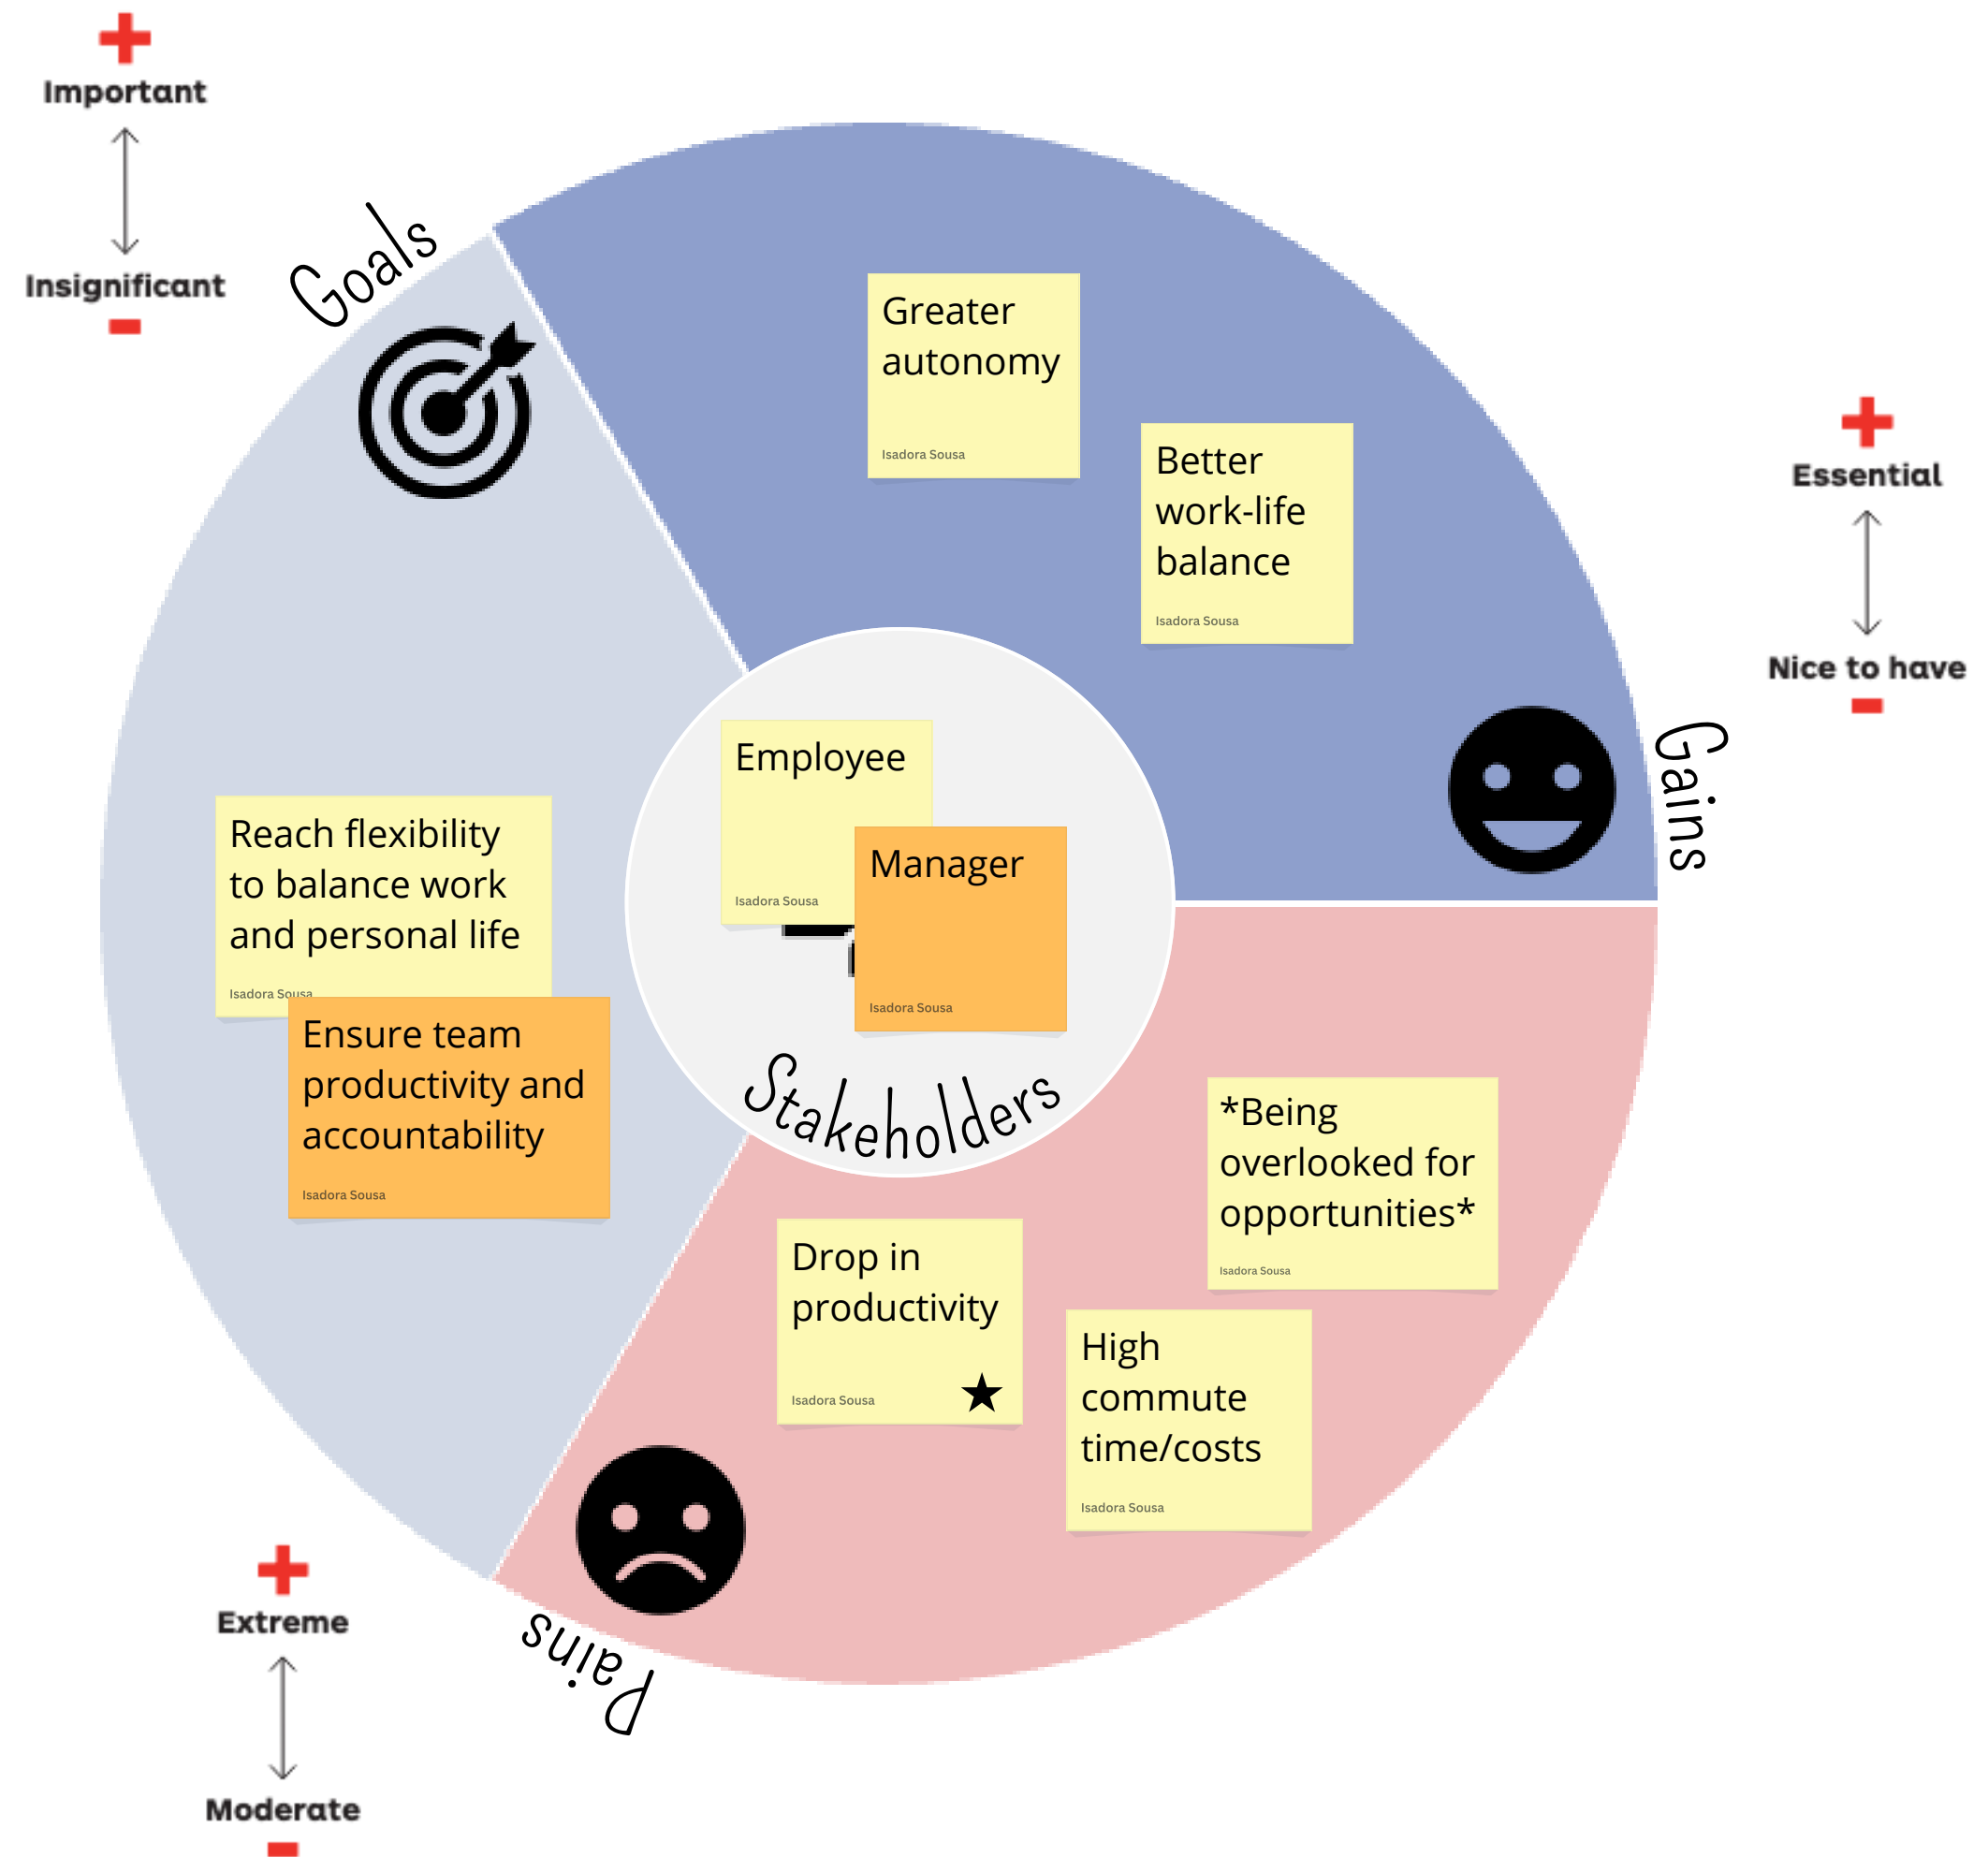 Important
Insignificant
Goals
Greater
autonomy
Isadora Sousa
Better
work-life
balance
Isadora Sousa
Essential
Nice to have
Gains
Employee
Isadora Sousa
Manager
Isadora Sousa
Stakeholders
Reach flexibility
to balance work
and personal life
Isadora Sousa
Ensure team
productivity and
accountability
Isadora Sousa
*Being
overlooked for
opportunities*
Isadora Sousa
Drop in
productivity
Isadora Sousa
High
commute
time/costs
Isadora Sousa
Pains
Extreme
Moderate